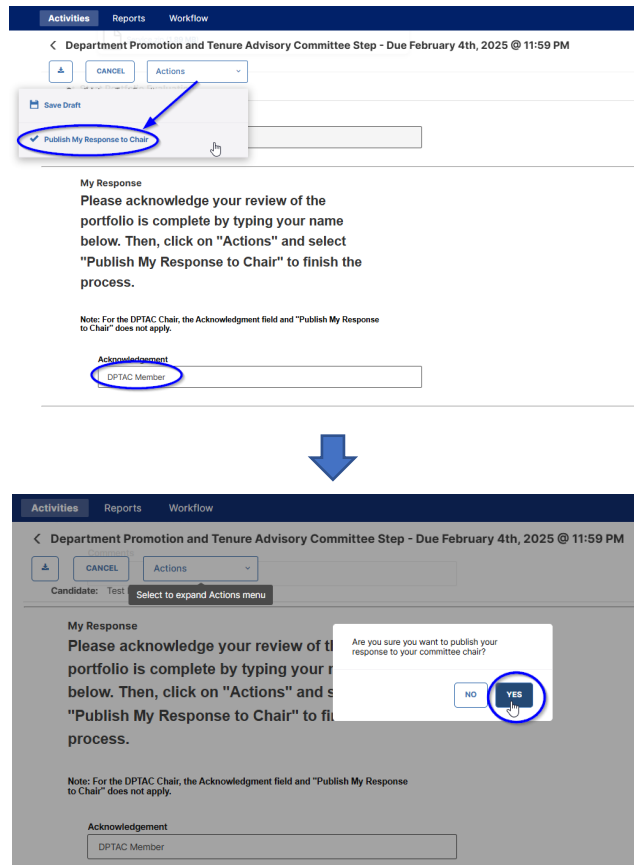 Activities Reports Workflow
Department Promotion and Tenure Advisory Committee Step - Due February 4th, 2025 @ 11:59 PM
CANCEL Actions
Save Draft
Publish My Response to Chair
My Response
Please acknowledge your review of the
portfolio is complete by typing your name
below. Then, click on "Actions" and select
"Publish My Response to Chair" to finish the
process.
Note: For the DPTAC Chair, the Acknowledgment field and "Publish My Response
to Chair" does not apply.
Acknowledgement
DPTAC Member
Activities Reports Workflow
Department Promotion and Tenure Advisory Committee Step - Due February 4th, 2025 @ 11:59 PM
Comments
CANCEL Actions
Candidate: Test
Select to expand Actions menu
My Response
Please acknowledge your review of
portfolio is complete by typing your
below. Then, click on "Actions" and
"Publish My Response to Chair" to
process.
Are you sure you want to publish your
response to your committee chair?
NO YES
Note: For the DPTAC Chair, the Acknowledgment field and "Publish My Response
to Chair" does not apply.
Acknowledgement
DPTAC Member